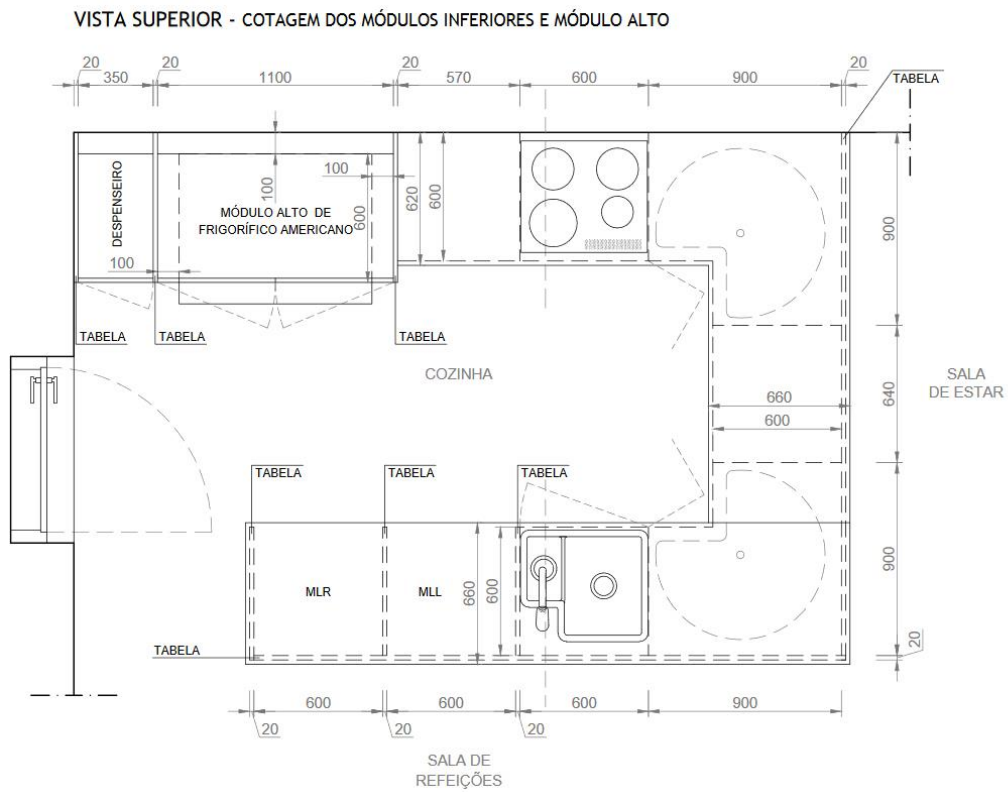 VISTA SUPERIOR - COTAGEM DOS MÓDULOS INFERIORES E MÓDULO ALTO
20 20 20 20
350 1100 570 600 900
TABELA
DESPENSEIRO
100
100
600
620
600
900
MÓDULO ALTO DE
FRIGORÍFICO AMERICANO
100
TABELA TABELA TABELA
COZINHA
SALA
DE ESTAR
640
660
600
TABELA TABELA TABELA
900
MLR MLL
660
600
TABELA
20
600 600 600 900
20 20 20
SALA DE
REFEIÇÕES